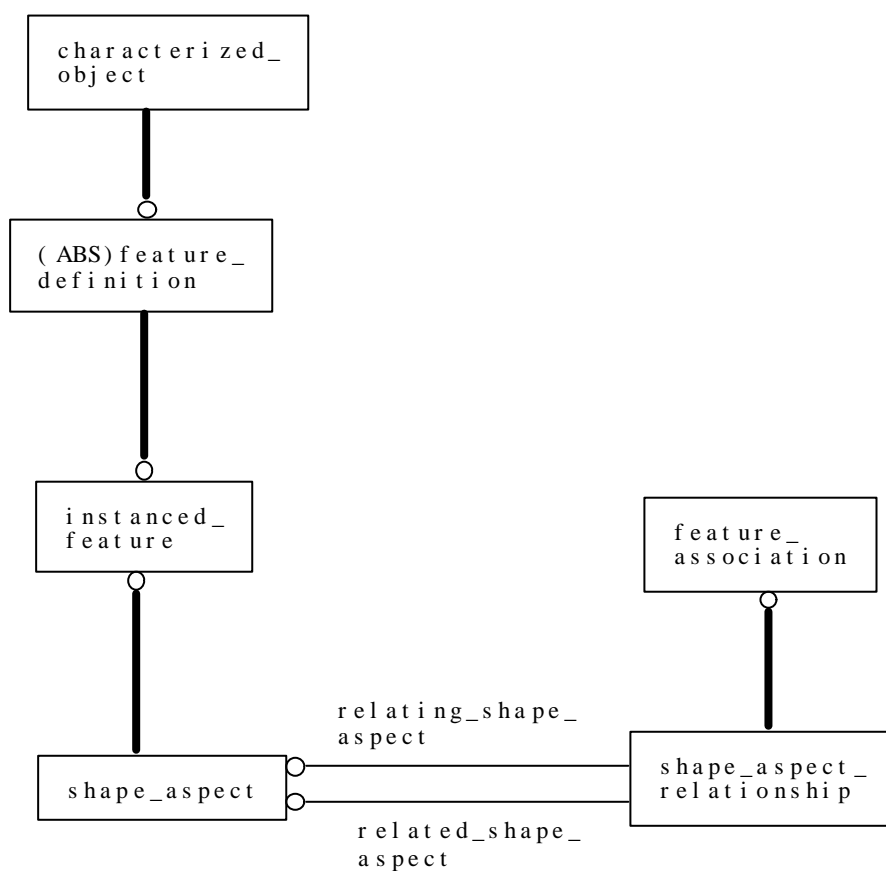 characterized_
object
(ABS)feature_
definition
instanced_
feature
feature_
association
relating_shape_
aspect
shape_aspect
shape_aspect_
relationship
related_shape_
aspect